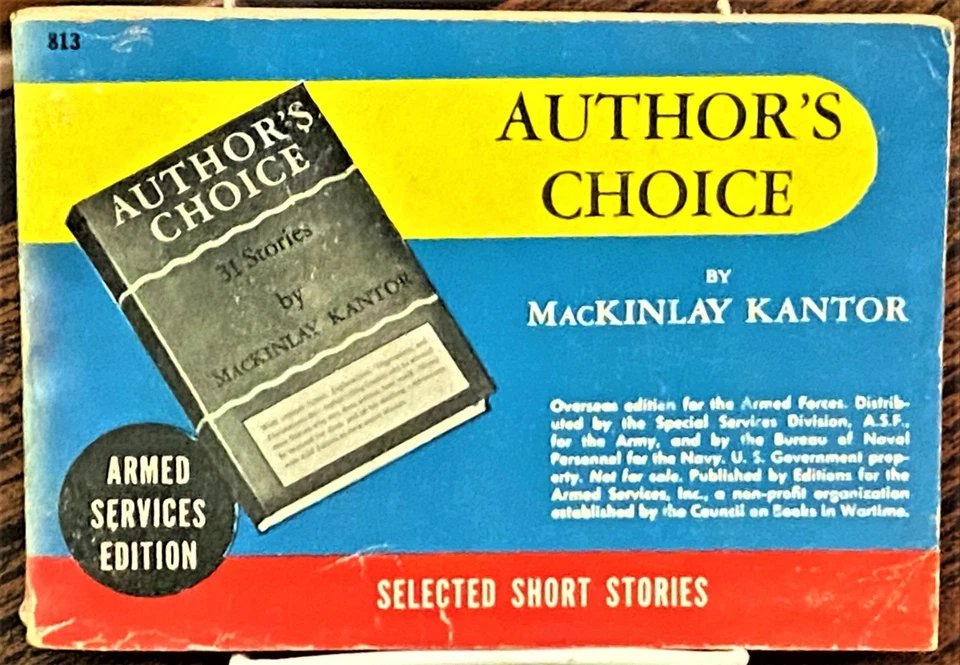 813
AUTHOR'S
CHOICE
AUTHOR'S
CHOICE
31 Stories
by
MACKINLAY KANTOR
BY
MACKINLAY KANTOR
Overseas edition for the Armed Forces. Distrib-
uted by the Special Services Division, A.S.F.,
for the Army, and by the Bureau of Naval
Personnel for the Navy. U. S. Government prop-
erty. Not for sale. Published by Editions for the
Armed Services, Inc., a non-profit organization
established by the Council on Books in Wartime.
ARMED
SERVICES
EDITION
SELECTED SHORT STORIES